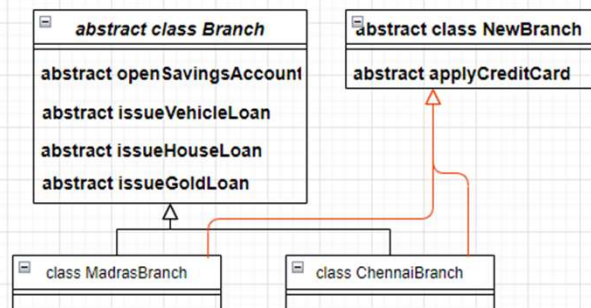 abstract class Branch
abstract openSavingsAccount
abstract issueVehicleLoan
abstract issueHouseLoan
abstract issueGoldLoan
abstract class NewBranch
abstract applyCreditCard
class MadrasBranch
class ChennaiBranch